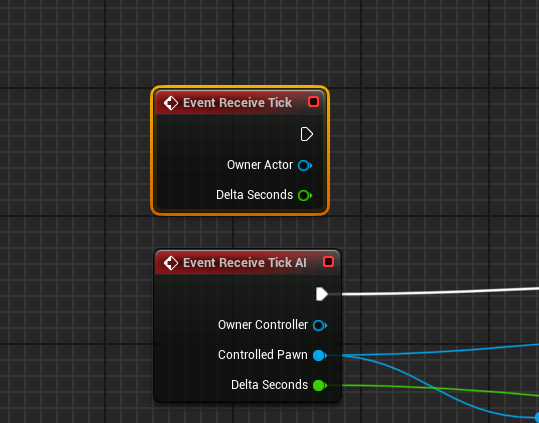 Event Receive Tick
Owner Actor
Delta Seconds
Event Receive Tick AI
Owner Controller
Controlled Pawn
Delta Seconds